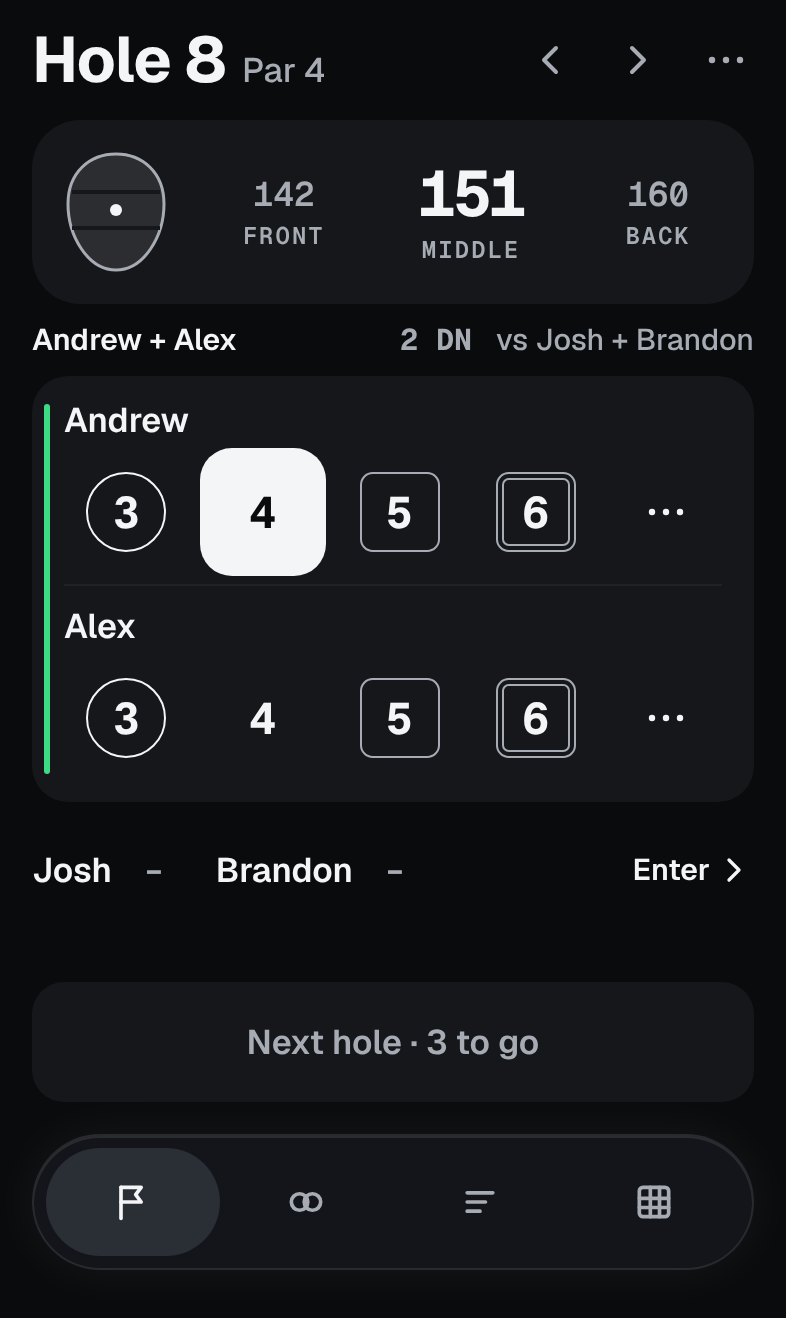 Hole 8 Par 4
142 151 160
FRONT MIDDLE BACK
Andrew + Alex 2 DN vs Josh + Brandon
Andrew
3 4 5 6 ...
Alex
3 4 5 6 ...
Josh - Brandon - Enter
Next hole · 3 to go